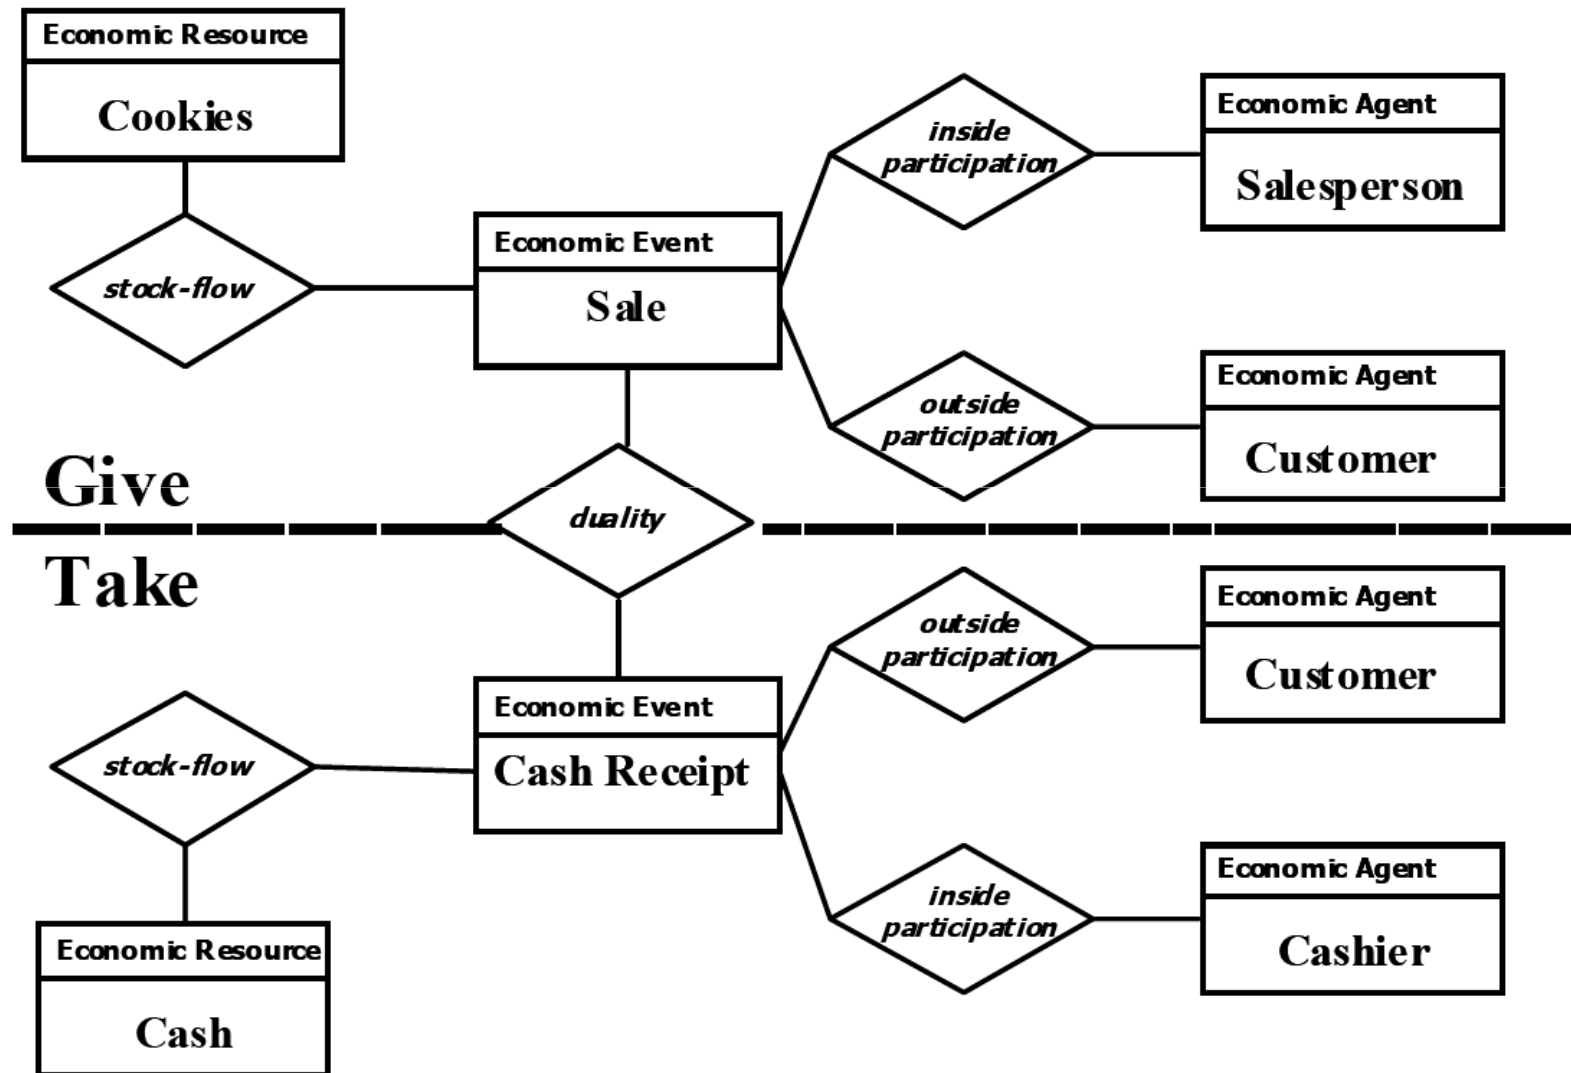 Economic Resource
Cookies
stock-flow
Economic Event
Sale
inside
participation
Economic Agent
Salesperson
outside
participation
Economic Agent
Customer
Give
duality
Take
outside
participation
Economic Agent
Customer
stock-flow
Economic Event
Cash Receipt
inside
participation
Economic Agent
Cashier
Economic Resource
Cash